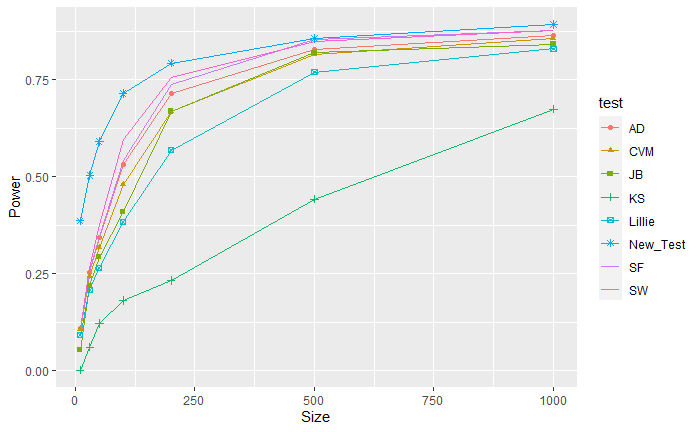 Power
0.75
0.50
0.25
0.00
0
250
500
750
1000
Size
test
AD
CVM
JB
KS
Lillie
New_Test
SF
SW